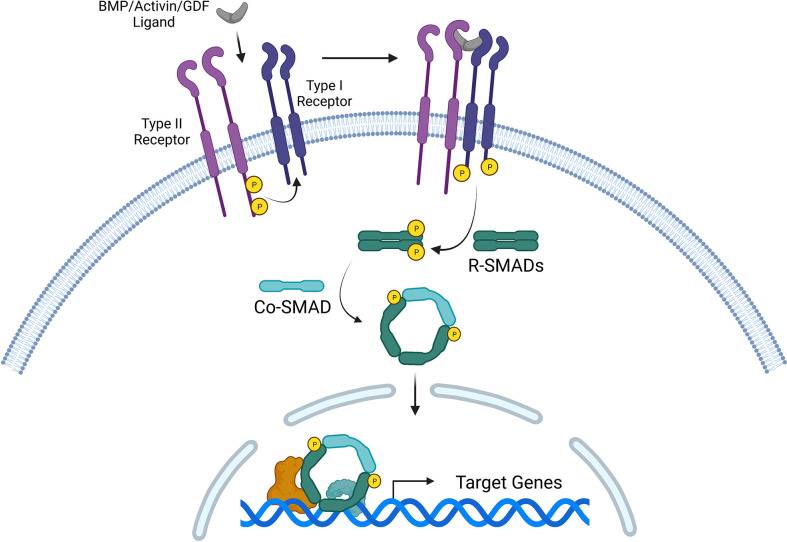 BMP/Activin/GDF
Ligand
Type I
Receptor
Type II
Receptor
P
P
P
P
P
P
R-SMADs
Co-SMAD
P
P
P
P
Target Genes